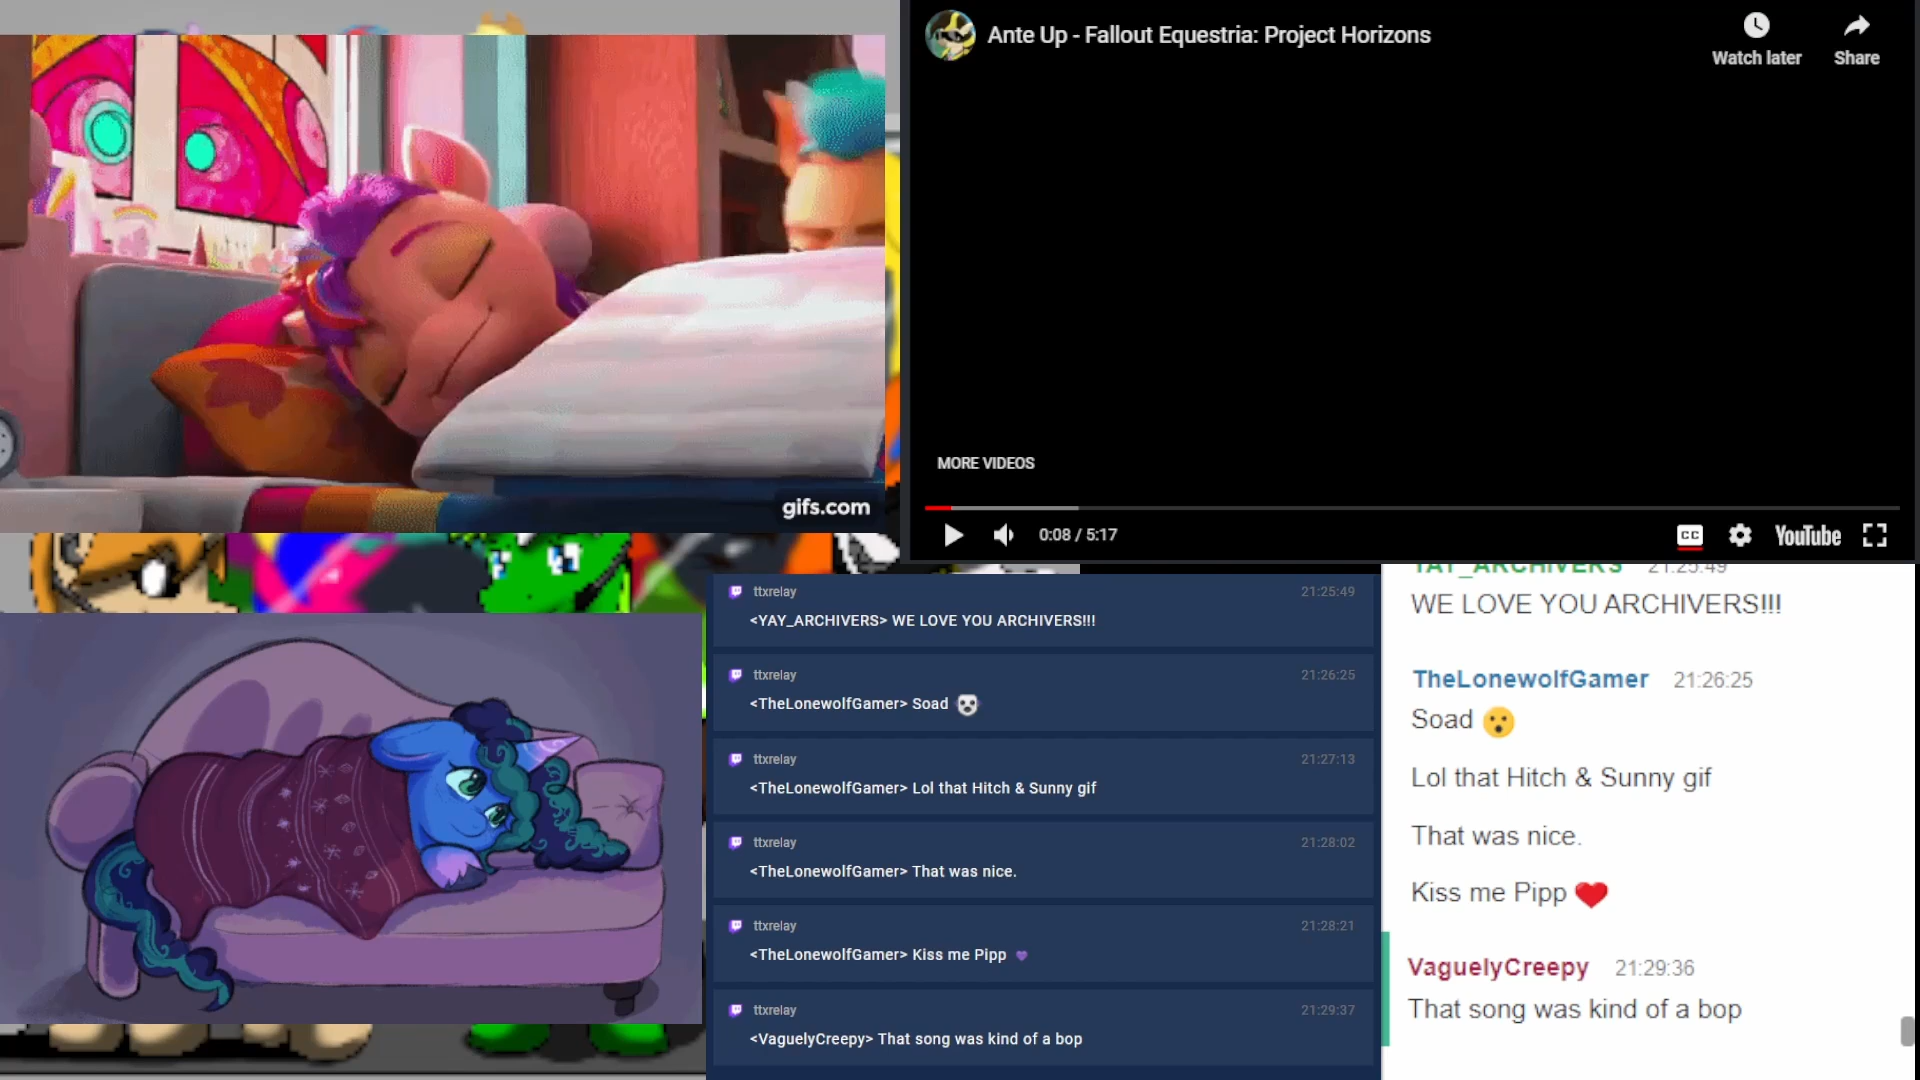 Ante Up - Fallout Equestria: Project Horizons
Watch later
Share
gifs.com
MORE VIDEOS
0:08 / 5:17
CC
YouTube
ttxrelay 21:25:49
<YAY_ARCHIVERS> WE LOVE YOU ARCHIVERS!!!
ttxrelay 21:26:25
<TheLonewolfGamer> Soad
ttxrelay 21:27:13
<TheLonewolfGamer> Lol that Hitch & Sunny gif
ttxrelay 21:28:02
<TheLonewolfGamer> That was nice.
ttxrelay 21:28:21
<TheLonewolfGamer> Kiss me Pipp 💜
ttxrelay 21:29:37
<VaguelyCreepy> That song was kind of a bop
YAY_ARCHIVERS 21:25:49
WE LOVE YOU ARCHIVERS!!!
TheLonewolfGamer 21:26:25
Soad 😮
Lol that Hitch & Sunny gif
That was nice.
Kiss me Pipp ❤️
VaguelyCreepy 21:29:36
That song was kind of a bop